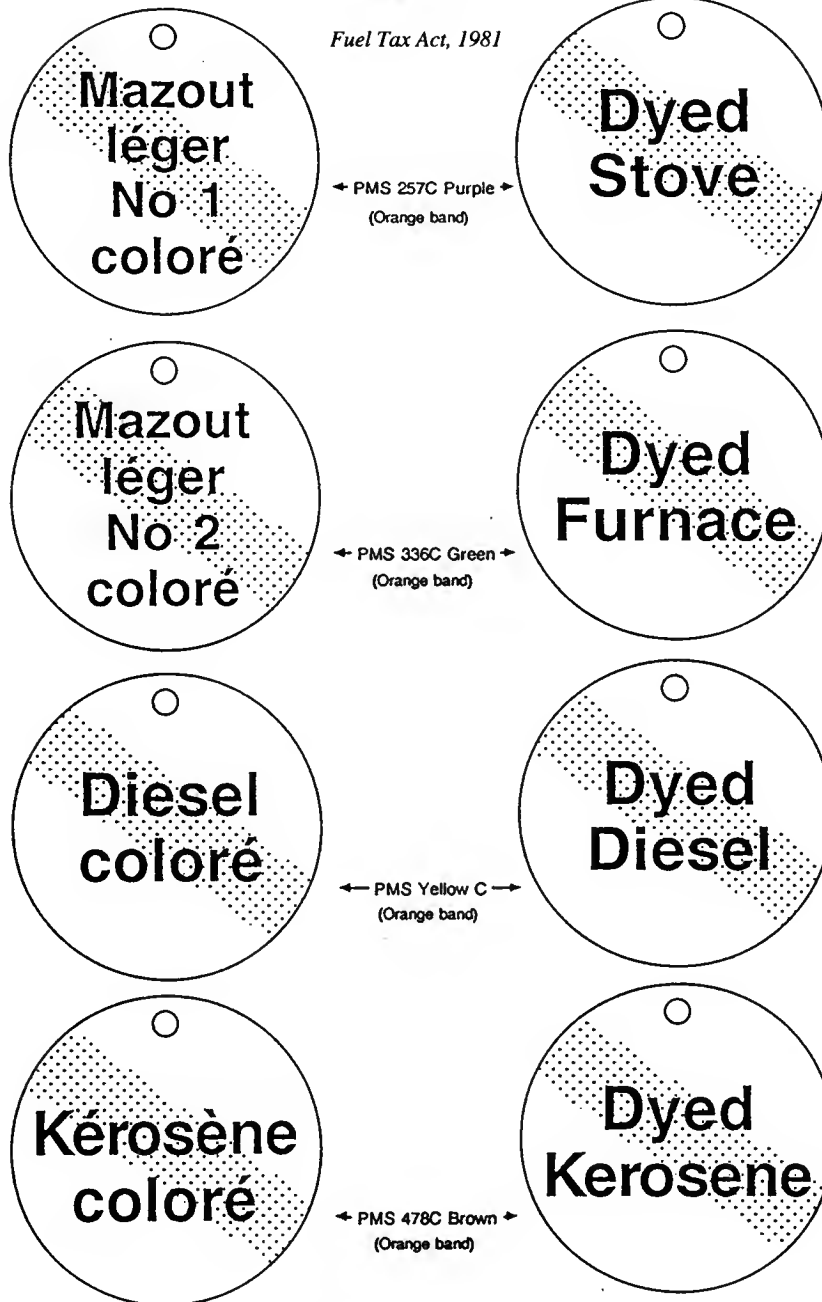 Fuel Tax Act, 1981
Mazout
léger
No 1
coloré
← PMS 257C Purple →
(Orange band)
Dyed
Stove
Mazout
léger
No 2
coloré
← PMS 336C Green →
(Orange band)
Dyed
Furnace
Diesel
coloré
← PMS Yellow C →
(Orange band)
Dyed
Diesel
Kérosène
coloré
← PMS 478C Brown →
(Orange band)
Dyed
Kerosene